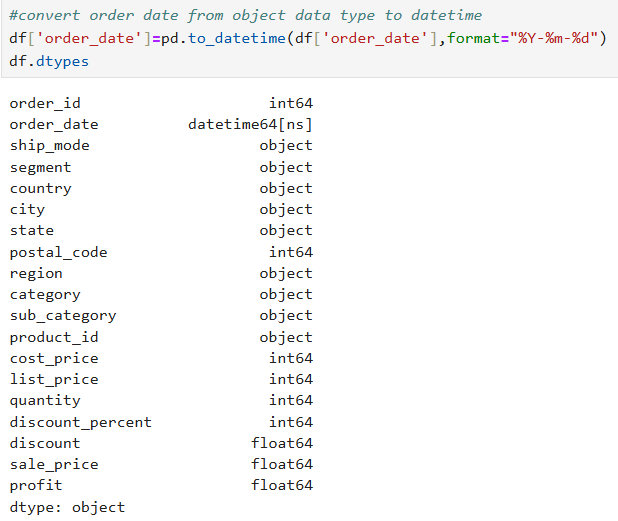 #convert order date from object data type to datetime
df['order_date']=pd.to_datetime(df['order_date'],format="%Y-%m-%d")
df.dtypes
order_id                     int64
order_date          datetime64[ns]
ship_mode                   object
segment                     object
country                     object
city                        object
state                       object
postal_code                  int64
region                      object
category                    object
sub_category                object
product_id                  object
cost_price                   int64
list_price                   int64
quantity                     int64
discount_percent             int64
discount                   float64
sale_price                 float64
profit                     float64
dtype: object